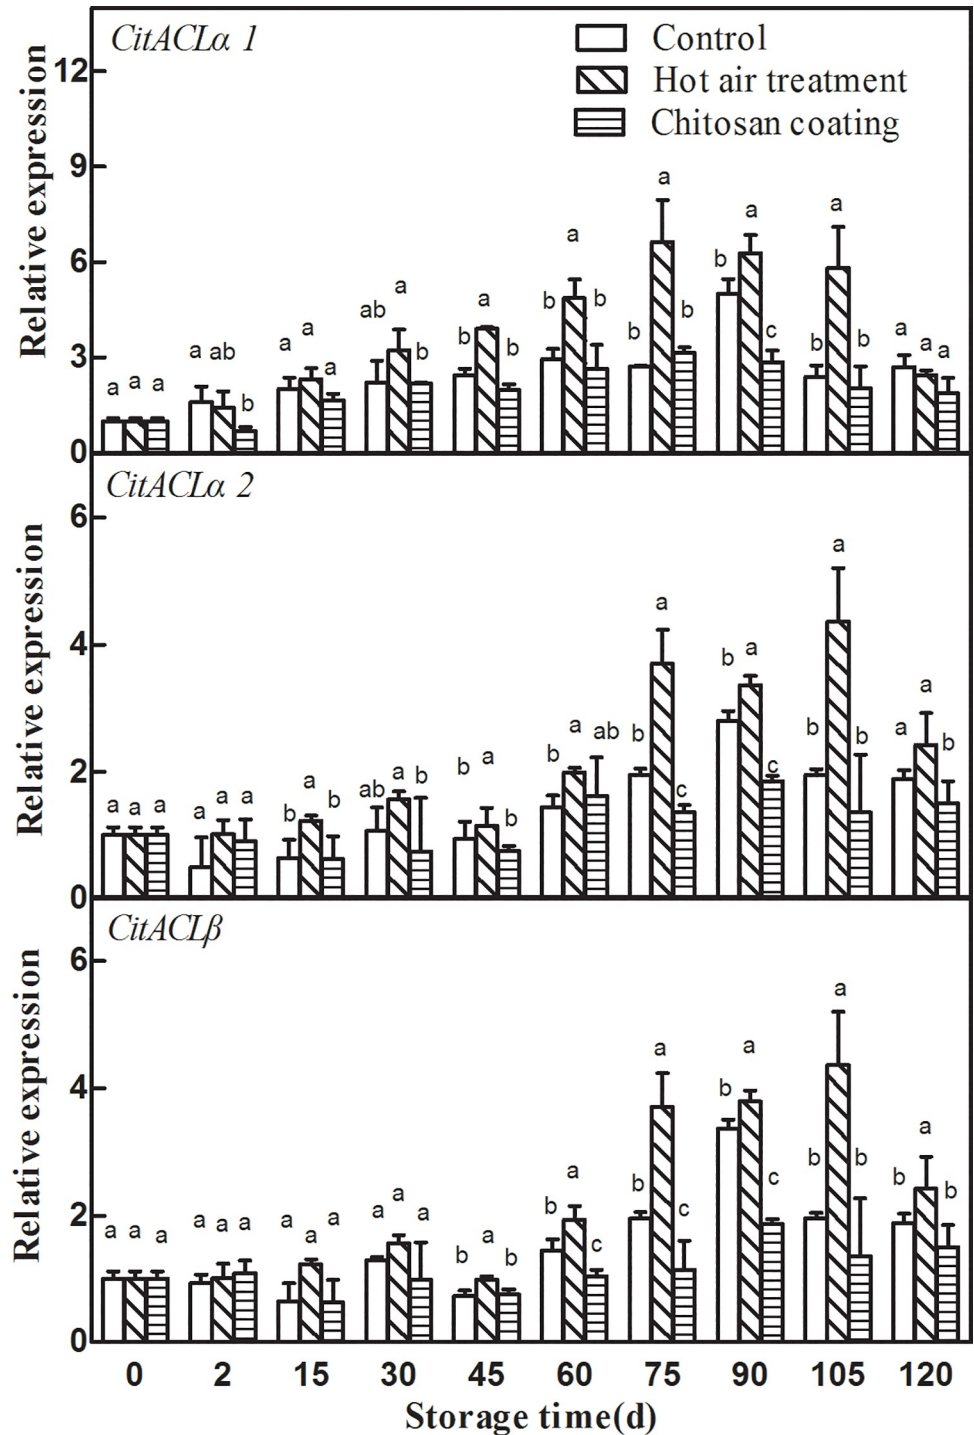 CitACLα 1
Control
Hot air treatment
Chitosan coating
Relative expression
12
9
6
3
0
a a a
a ab b
a a a
ab a b
b a b
b a b
b a b
b a c
b a b
a a a
CitACLα 2
Relative expression
6
4
2
0
a a a
a a a
b a b
ab a b
b a b
b a ab
b a c
b a c
b a b
a a b
CitACLβ
Relative expression
6
4
2
0
a a a
a a a
a a a
a a a
b a b
b a c
b a c
b a c
b a b
b a b
0 2 15 30 45 60 75 90 105 120
Storage time(d)